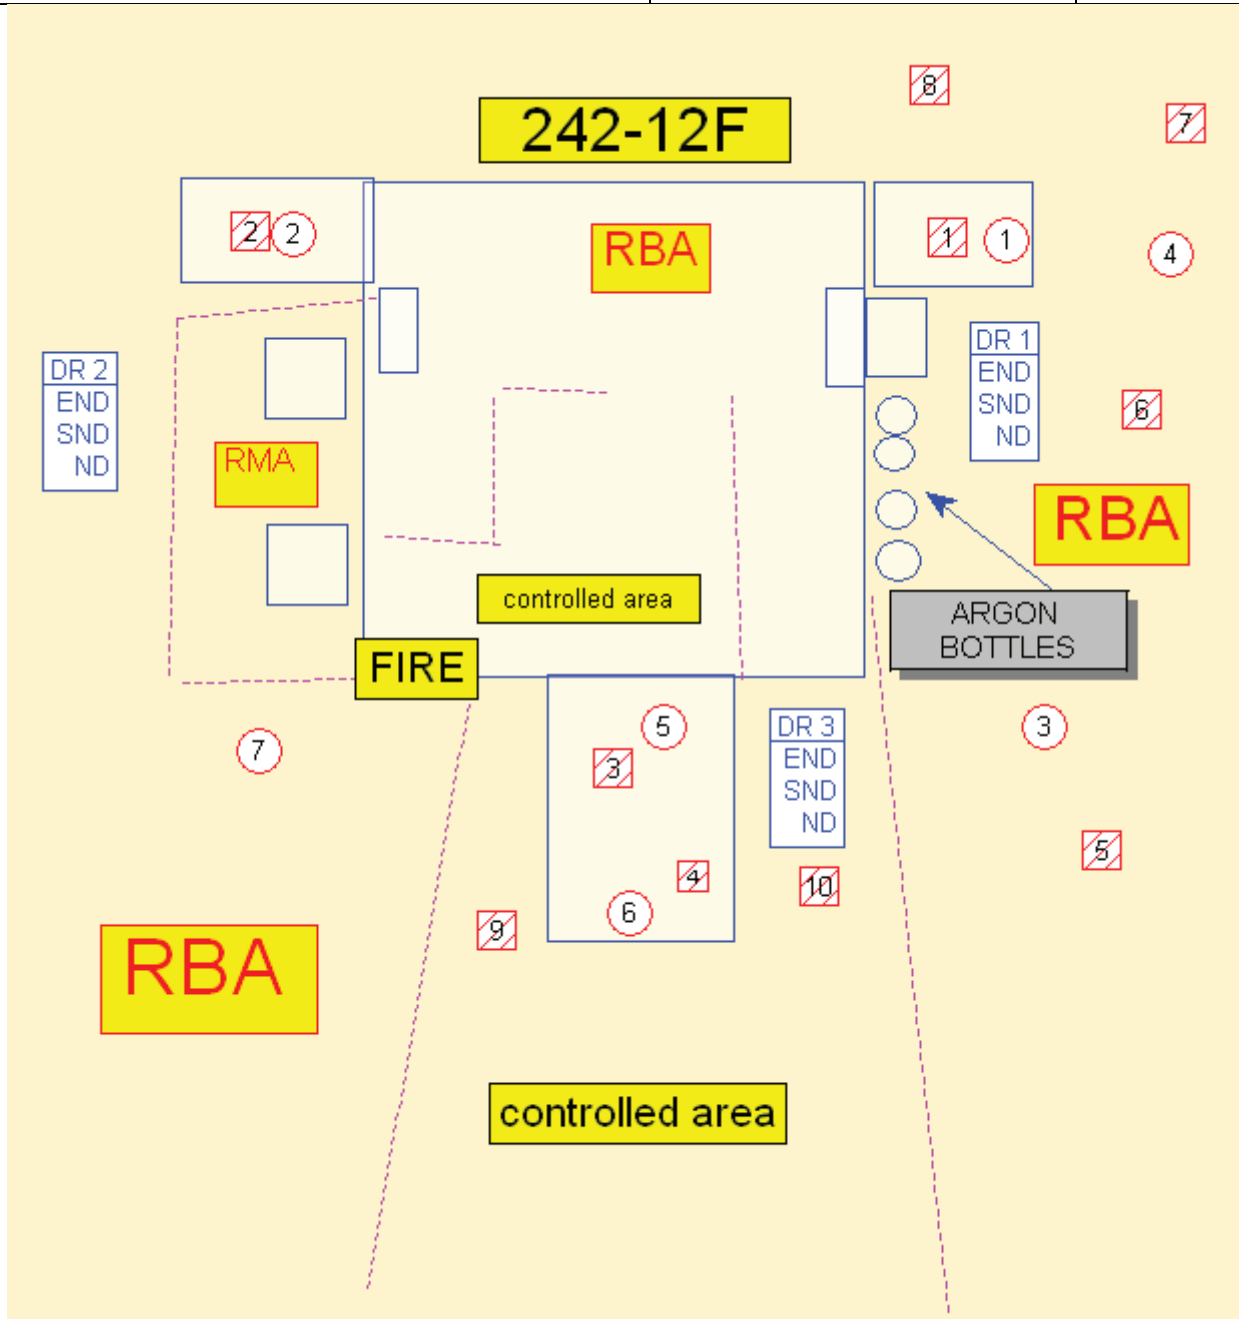 8
7
242-12F
2
2
RBA
1
1
4
DR 1
END
SND
ND
DR 2
END
SND
ND
6
RMA
RBA
controlled area
ARGON
BOTTLES
FIRE
7
5
3
DR 3
END
SND
ND
3
5
4
10
6
9
RBA
controlled area